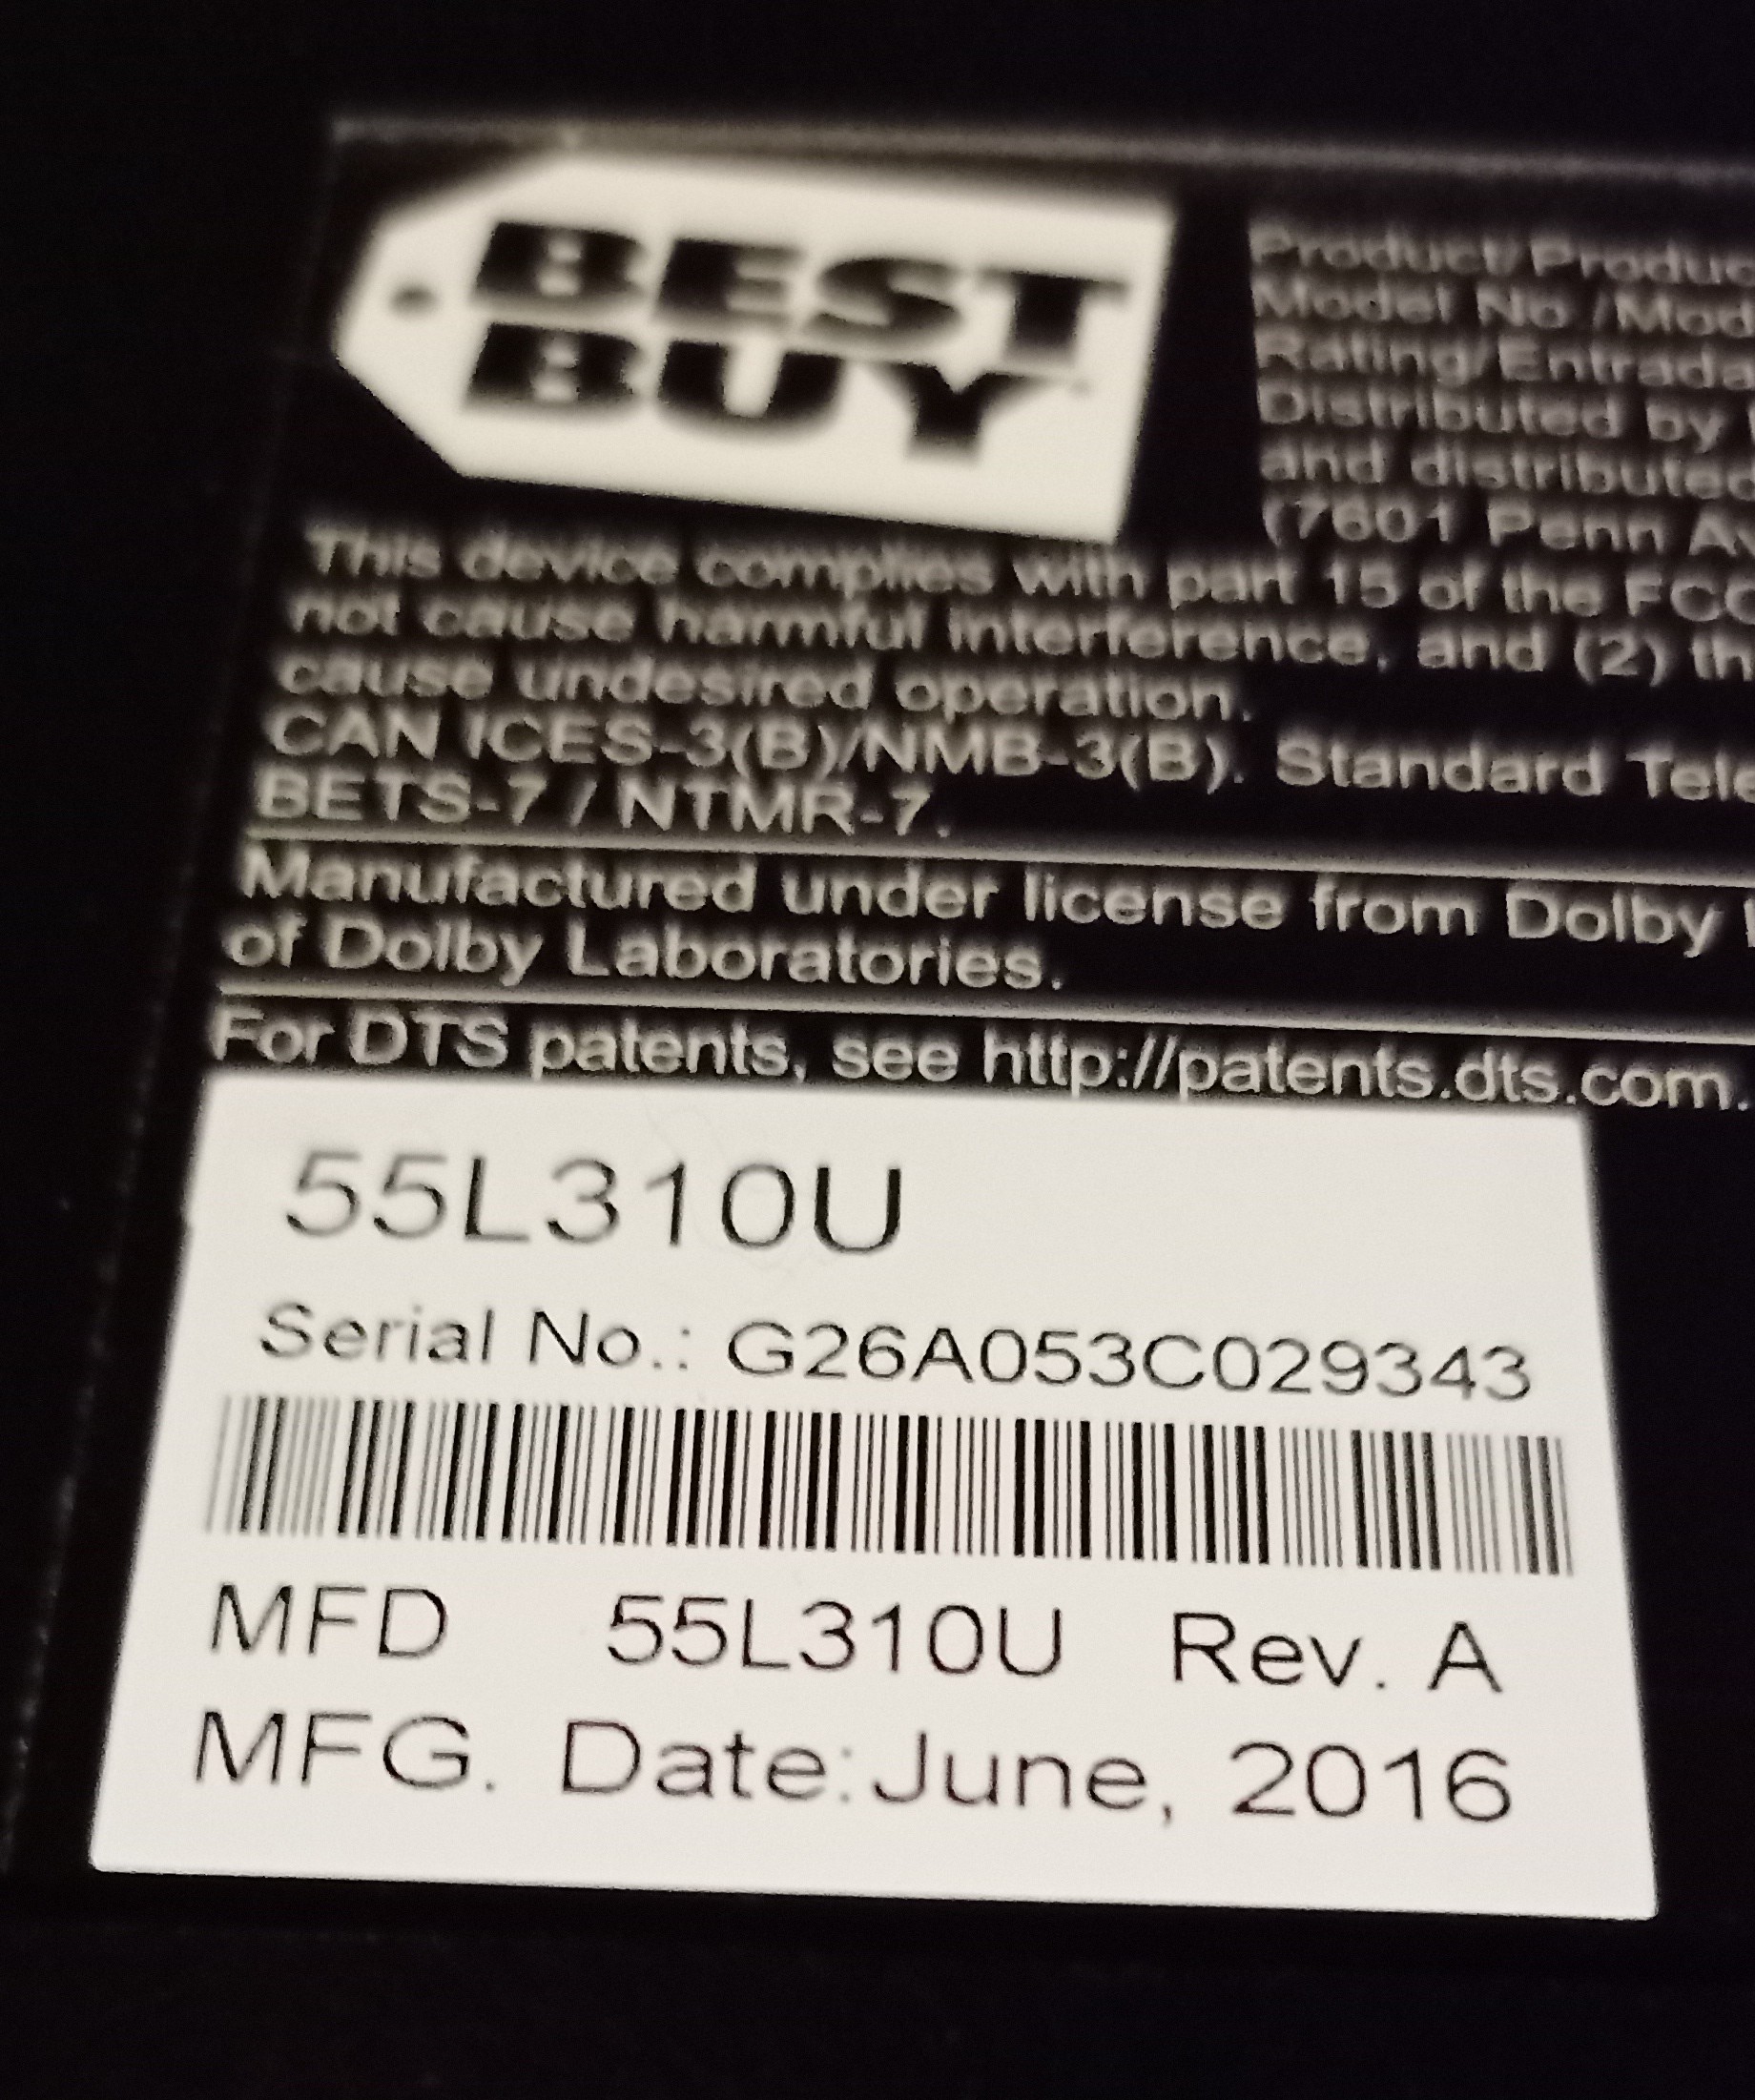 BEST
BUY
Product/Produc
Model No./Mod
Rating/Entrada
Distributed by
and distributed
(7601 Penn Av
This device complies with part 15 of the FCC
not cause harmful interference, and (2) th
cause undesired operation.
CAN ICES-3(B)/NMB-3(B). Standard Tele
BETS-7 / NTMR-7.
Manufactured under license from Dolby
of Dolby Laboratories.
For DTS patents, see http://patents.dts.com.
55L310U
Serial No.: G26A053C029343
MFD 55L310U Rev. A
MFG. Date:June, 2016